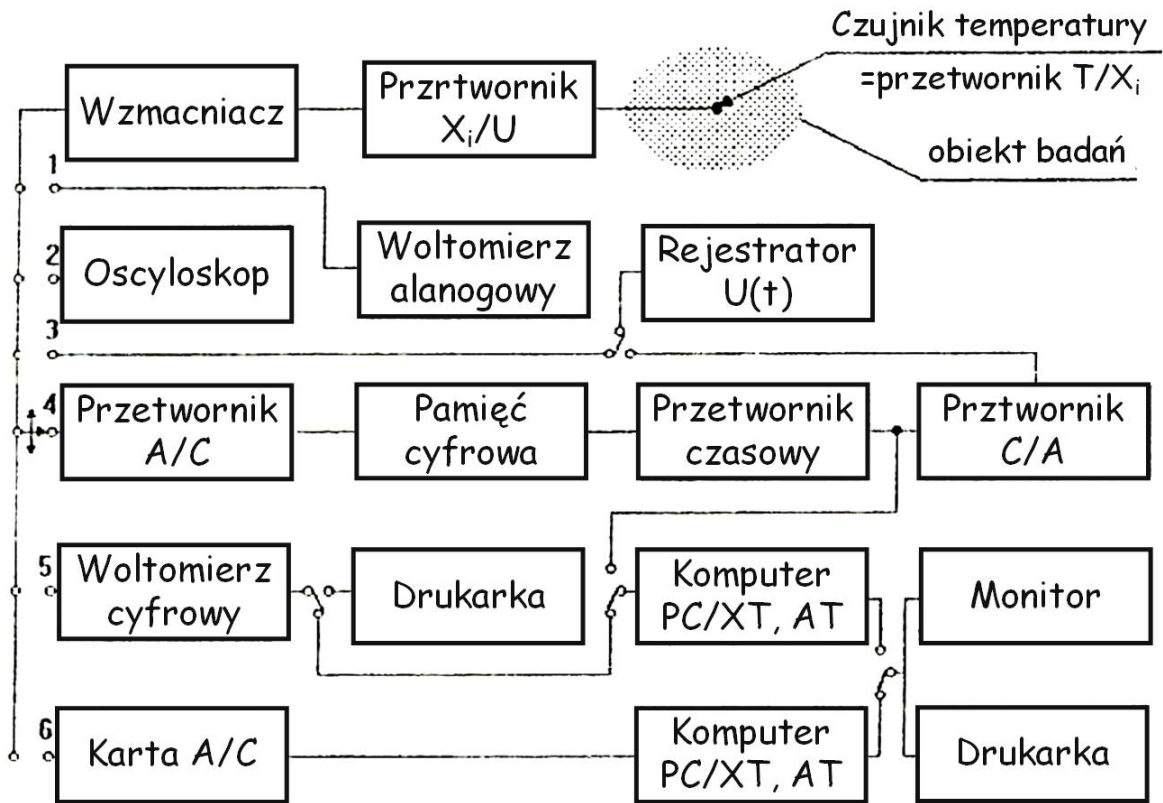 Czujnik temperatury
=przetwornik T/Xi
obiekt badań
Wzmacniacz
Przrtwornik
Xi/U
1
Woltomierz
alanogowy
Rejestrator
U(t)
2
Oscyloskop
3
4
Przetwornik
A/C
Pamięć
cyfrowa
Przetwornik
czasowy
Prztwornik
C/A
5
Woltomierz
cyfrowy
Drukarka
Komputer
PC/XT, AT
Monitor
6
Karta A/C
Komputer
PC/XT, AT
Drukarka